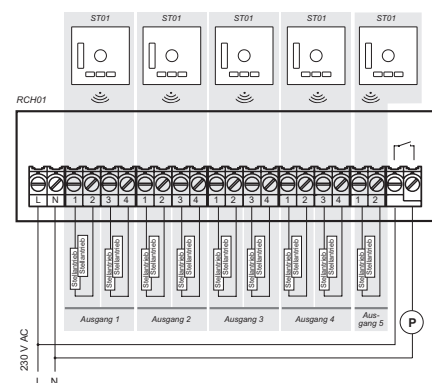 ST01 ST01 ST01 ST01 ST01
RCH01
L N 1 2 3 4 1 2 3 4 1 2 3 4 1 2 3 4 1 2
Stellantrieb Stellantrieb Stellantrieb Stellantrieb Stellantrieb Stellantrieb Stellantrieb Stellantrieb Stellantrieb
Stellantrieb Stellantrieb Stellantrieb Stellantrieb Stellantrieb Stellantrieb Stellantrieb Stellantrieb Stellantrieb
Ausgang 1 Ausgang 2 Ausgang 3 Ausgang 4 Aus-
gang 5
P
230 V AC
L N